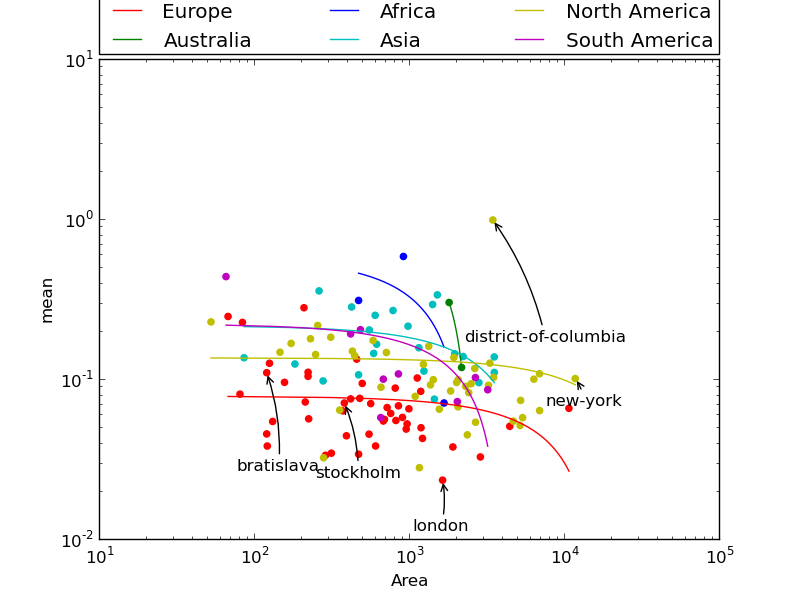 Europe Africa North America
Australia Asia South America
10^1
10^0
10^-1
10^-2
mean
district-of-columbia
new-york
bratislava
stockholm
london
10^1 10^2 10^3 10^4 10^5
Area